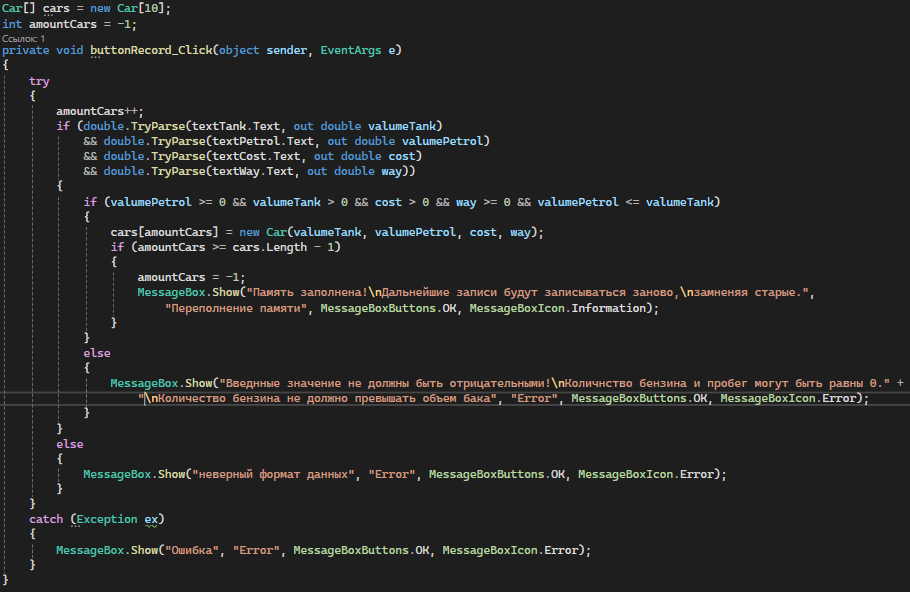 Car[] cars = new Car[10];
int amountCars = -1;
Ссылок: 1
private void buttonRecord_Click(object sender, EventArgs e)
{
try
{
amountCars++;
if (double.TryParse(textTank.Text, out double valumeTank)
&& double.TryParse(textPetrol.Text, out double valumePetrol)
&& double.TryParse(textCost.Text, out double cost)
&& double.TryParse(textWay.Text, out double way))
{
if (valumePetrol >= 0 && valumeTank > 0 && cost > 0 && way >= 0 && valumePetrol <= valumeTank)
{
cars[amountCars] = new Car(valumeTank, valumePetrol, cost, way);
if (amountCars >= cars.Length - 1)
{
amountCars = -1;
MessageBox.Show("Память заполнена!\nДальнейшие записи будут записываться заново,\nзамненяя старые.",
"Переполнение памяти", MessageBoxButtons.OK, MessageBoxIcon.Information);
}
}
else
{
MessageBox.Show("Введнные значение не должны быть отрицательными!\nКоличнство бензина и пробег могут быть равны 0." +
"\nКоличество бензина не должно превышать объем бака", "Error", MessageBoxButtons.OK, MessageBoxIcon.Error);
}
}
else
{
MessageBox.Show("неверный формат данных", "Error", MessageBoxButtons.OK, MessageBoxIcon.Error);
}
}
catch (Exception ex)
{
MessageBox.Show("Ошибка", "Error", MessageBoxButtons.OK, MessageBoxIcon.Error);
}
}